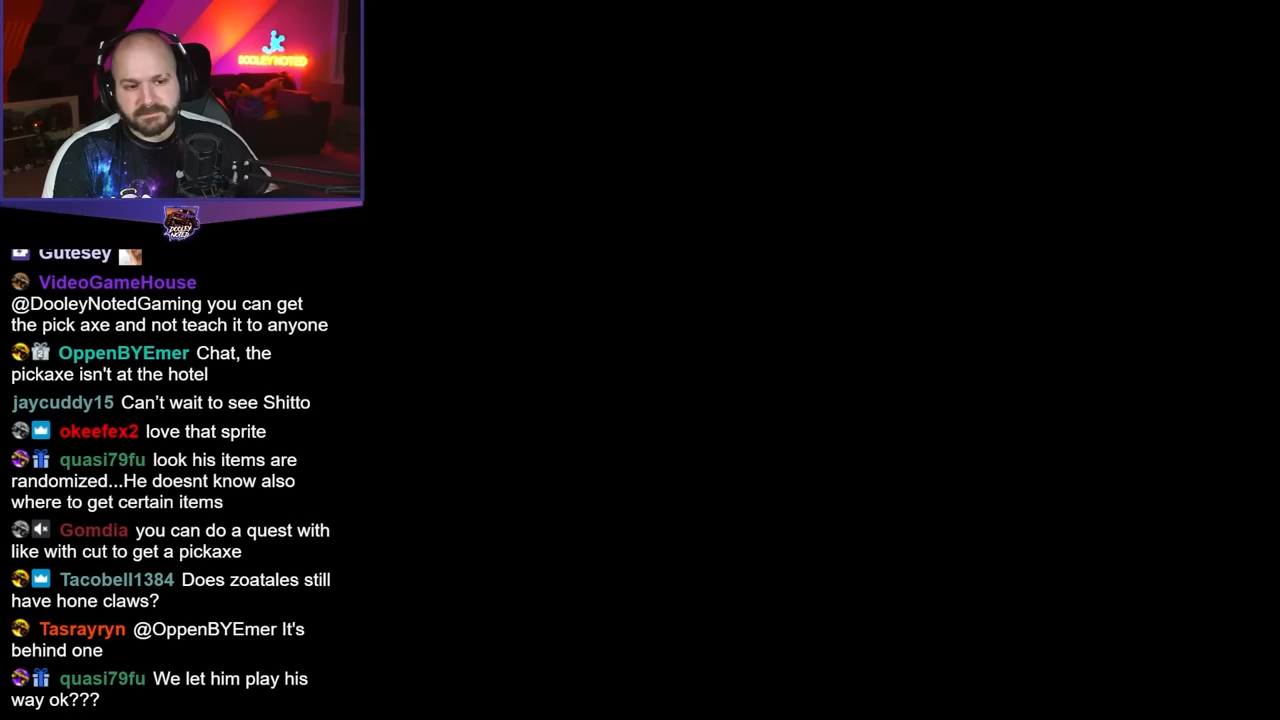 DOOLEY NOTED
DOOLEY
NOTED
Gutesey
VideoGameHouse
@DooleyNotedGaming you can get
the pick axe and not teach it to anyone
OppenBYEmer Chat, the
pickaxe isn't at the hotel
jaycuddy15 Can’t wait to see Shitto
okeefex2 love that sprite
quasi79fu look his items are
randomized...He doesnt know also
where to get certain items
Gomdia you can do a quest with
like with cut to get a pickaxe
Tacobell1384 Does zoatales still
have hone claws?
Tasrayryn @OppenBYEmer It's
behind one
quasi79fu We let him play his
way ok???